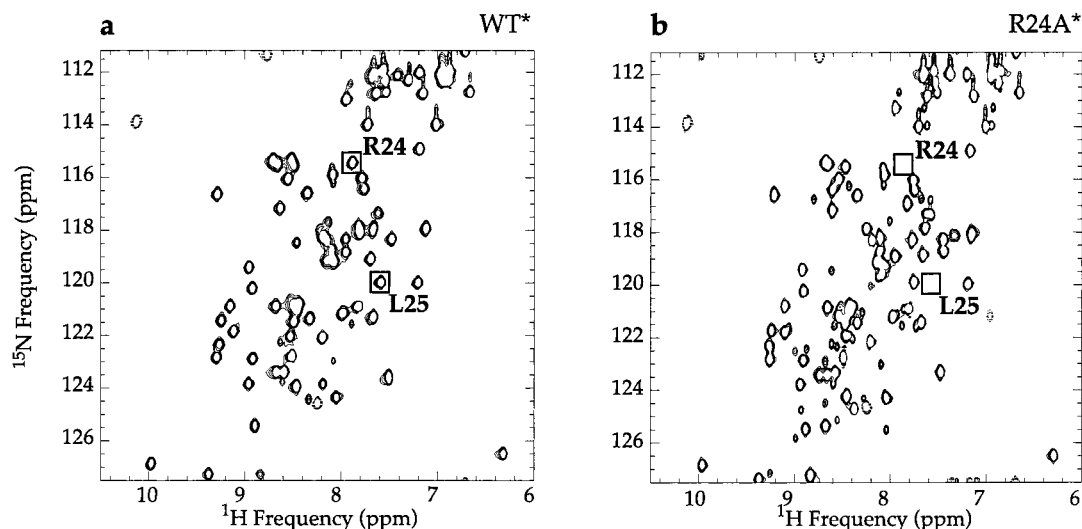 a WT*
112
114
116
118
120
122
124
126
¹⁵N Frequency (ppm)
R24
L25
10 9 8 7 6
¹H Frequency (ppm)
b R24A*
112
114
116
118
120
122
124
126
R24
L25
10 9 8 7 6
¹H Frequency (ppm)